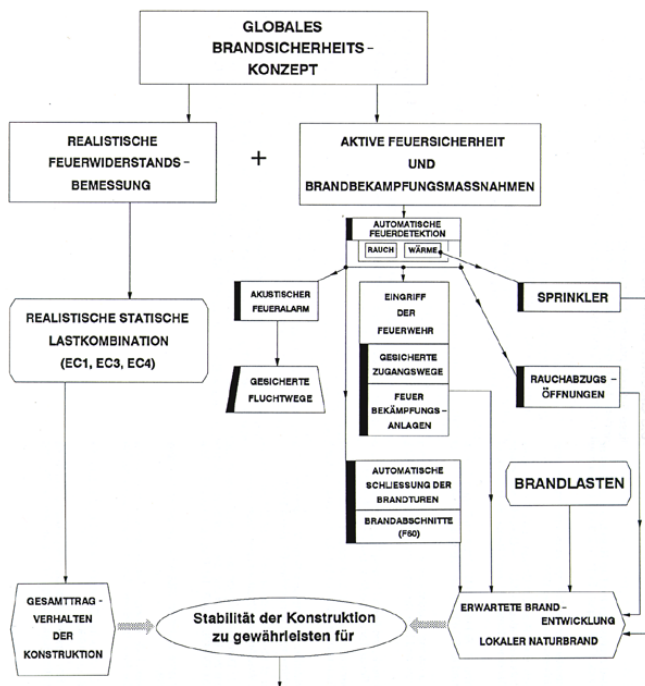 GLOBALES
BRANDSICHERHEITS-
KONZEPT
REALISTISCHE
FEUERWIDERSTANDS-
BEMESSUNG
+
AKTIVE FEUERSICHERHEIT
UND
BRANDBEKAMPFUNGSMASSNAHMEN
AUTOMATISCHE
FEUERDETEKTION
RAUCH
WÄRME
AKUSTISCHER
FEUERALARM
EINGRIFF
DER
FEUERWEHR
SPRINKLER
REALISTISCHE STATISCHE
LASTKOMBINATION
(EC1, EC3, EC4)
GESICHERTE
FLUCHTWEGE
GESICHERTE
ZUGANGSWEGE
RAUCHABZUGS-
ÖFFNUNGEN
FEUER
BEKÄMPFUNGS-
ANLAGEN
AUTOMATISCHE
SCHLIESSUNG DER
BRANDTUREN
BRANDABSCHNITTE
(F60)
BRANDLASTEN
GESAMTTRAG-
VERHALTEN
DER
KONSTRUKTION
Stabilität der Konstruktion
zu gewährleisten für
ERWARTETE BRAND-
ENTWICKLUNG
LOKALER NATURBRAND